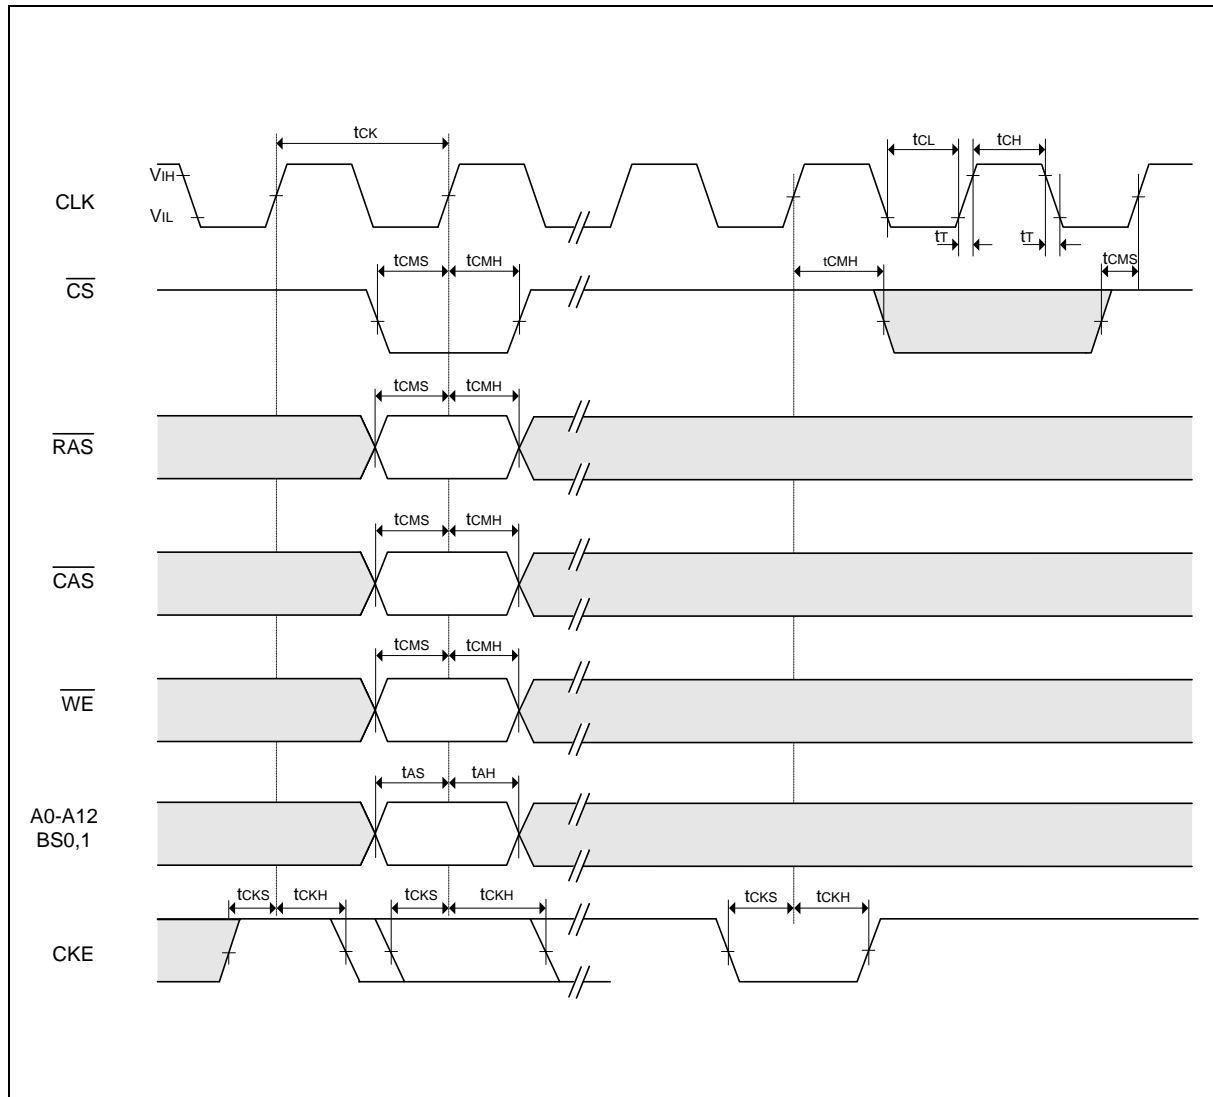 tCK
tCL
tCH
VIH
CLK
VIL
tT
tT
tCMS
tCMH
tCMH
tCMS
CS
tCMS
tCMH
RAS
tCMS
tCMH
CAS
tCMS
tCMH
WE
tAS
tAH
A0-A12
BS0,1
tCKS
tCKH
tCKS
tCKH
tCKS
tCKH
CKE